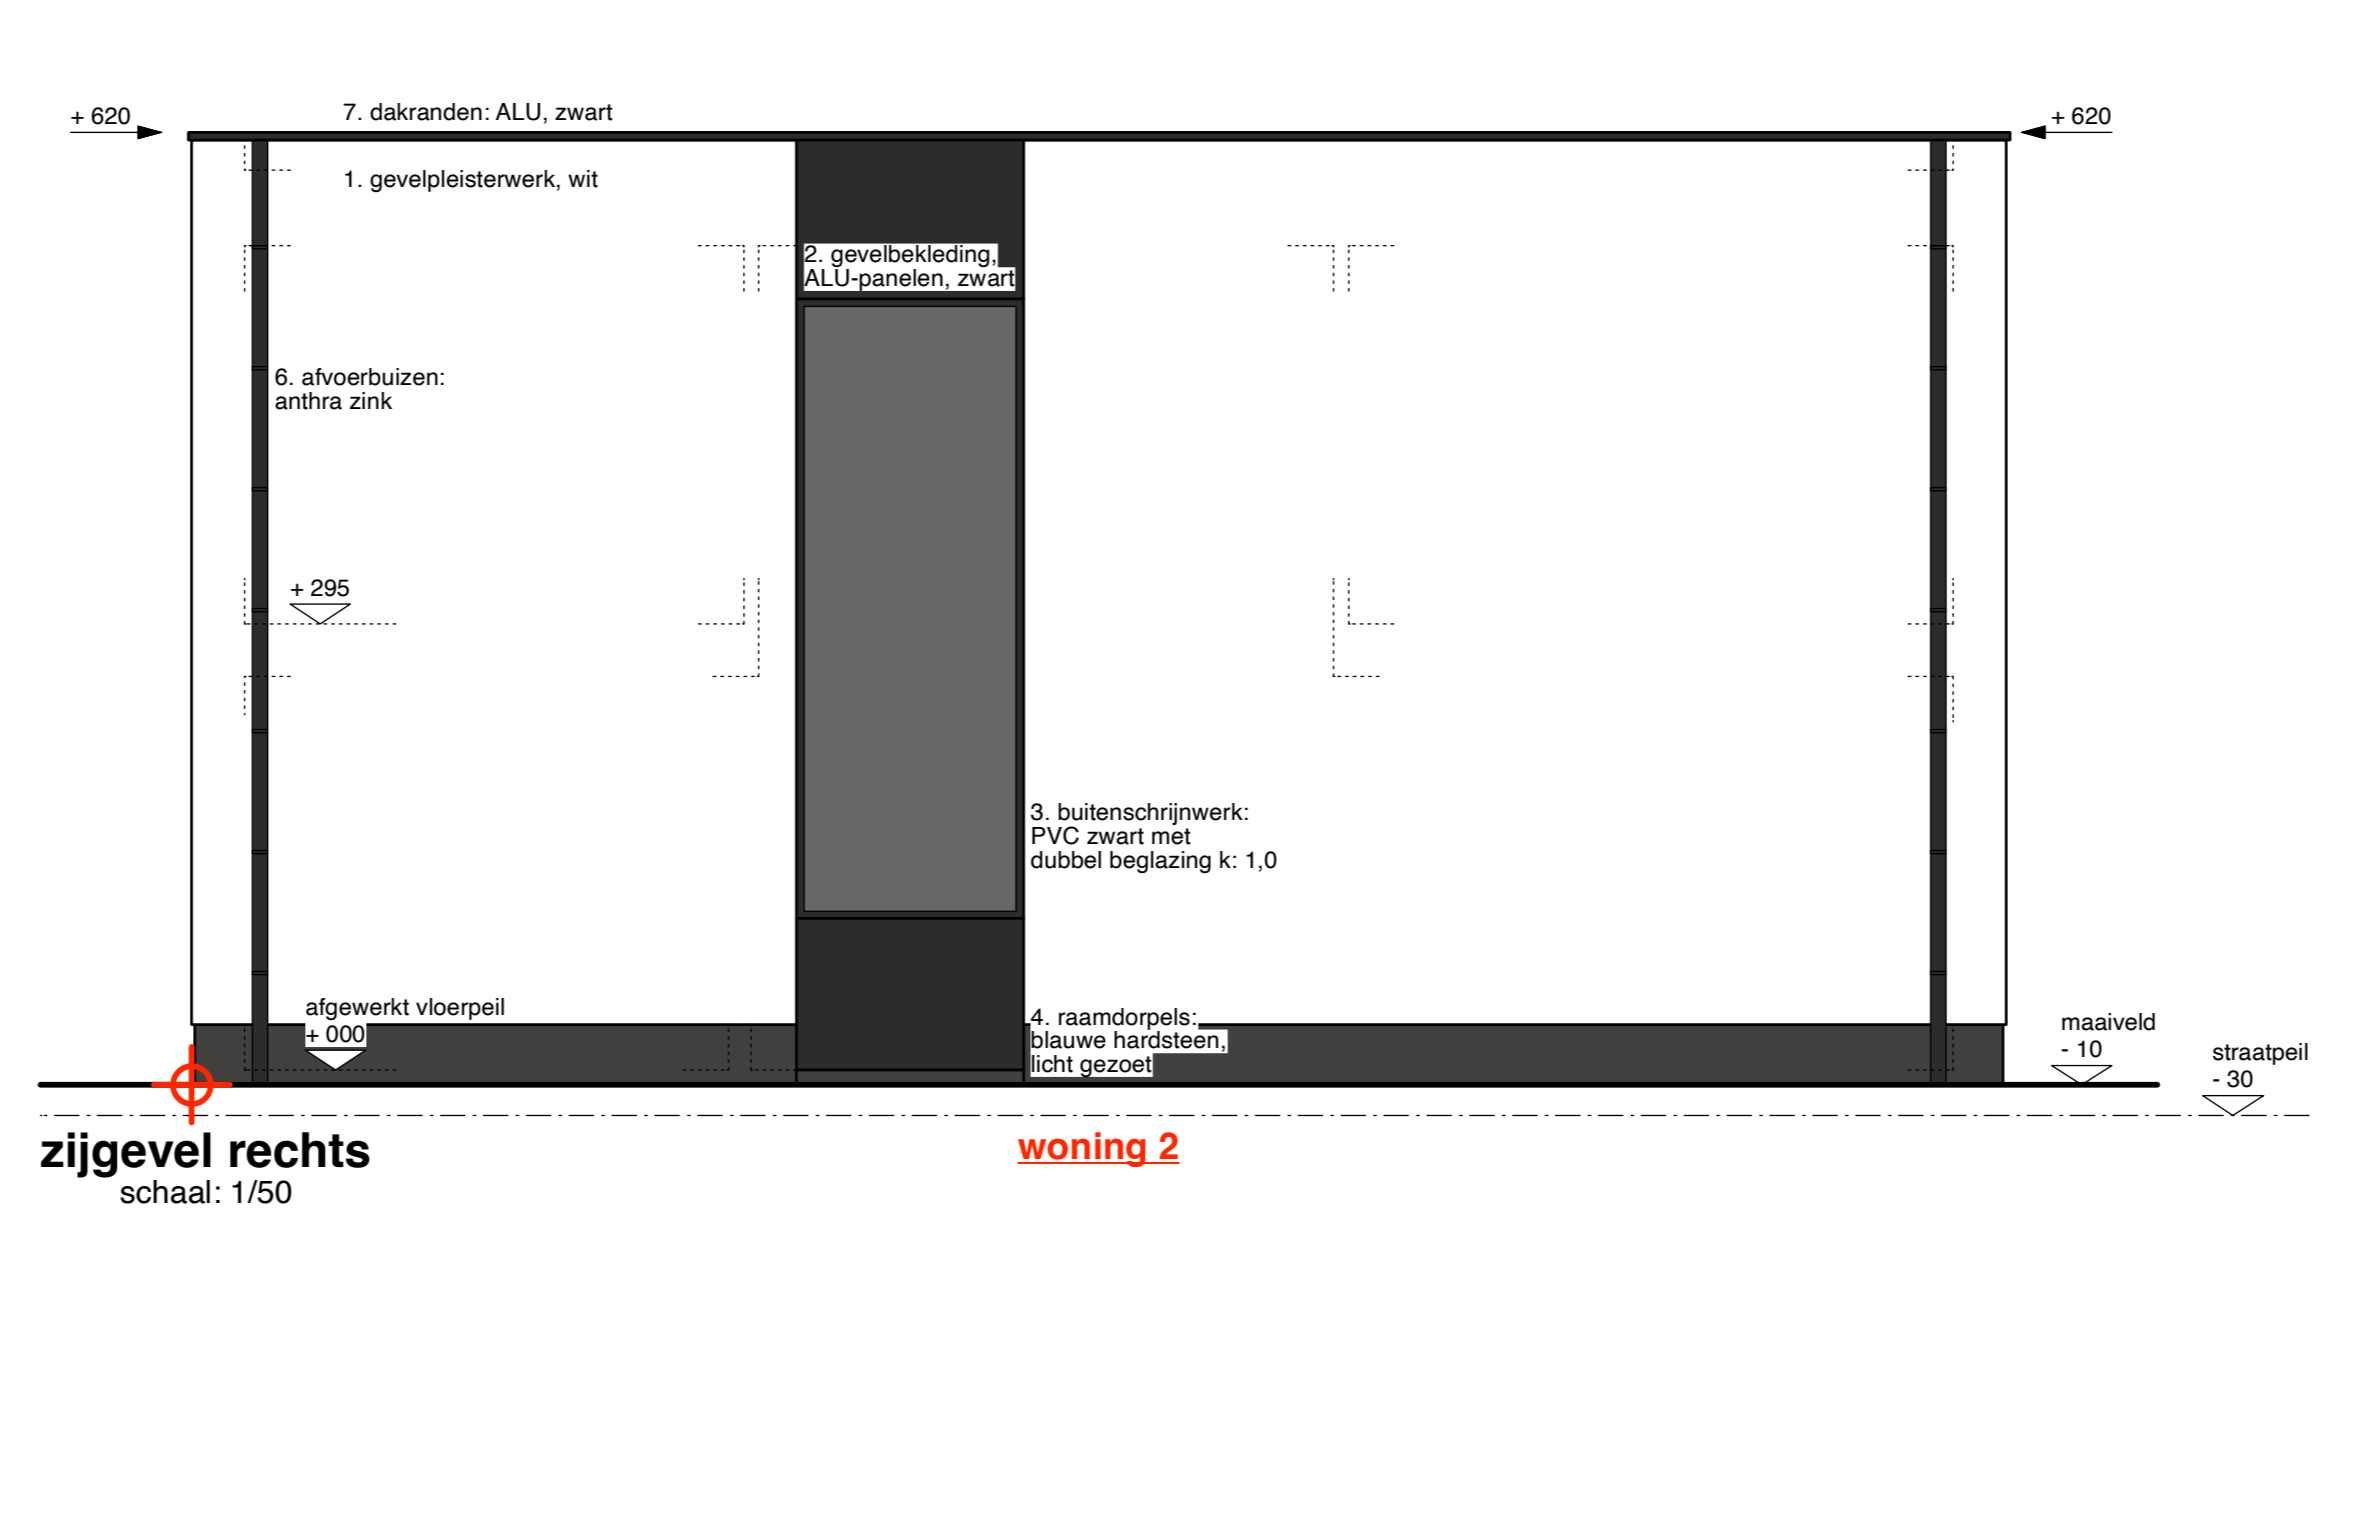 + 620
7. dakranden: ALU, zwart
+ 620
1. gevelpleisterwerk, wit
2. gevelbekleding,
ALU-panelen, zwart
6. afvoerbuizen:
anthra zink
+ 295
3. buitenschrijnwerk:
PVC zwart met
dubbel beglazing k: 1,0
afgewerkt vloerpeil
+ 000
4. raamdorpels:
blauwe hardsteen,
licht gezoet
maaiveld
- 10
straatpeil
- 30
zijgevel rechts
schaal: 1/50
woning 2